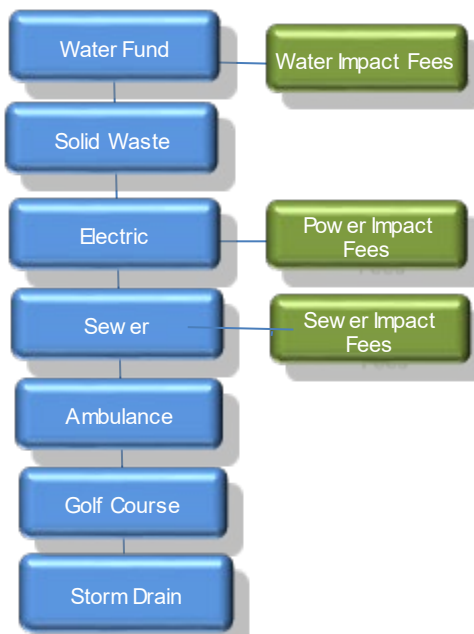 Water Fund
Water Impact Fees
Solid Waste
Electric
Power Impact
Fees
Sewer
Sewer Impact
Fees
Ambulance
Golf Course
Storm Drain